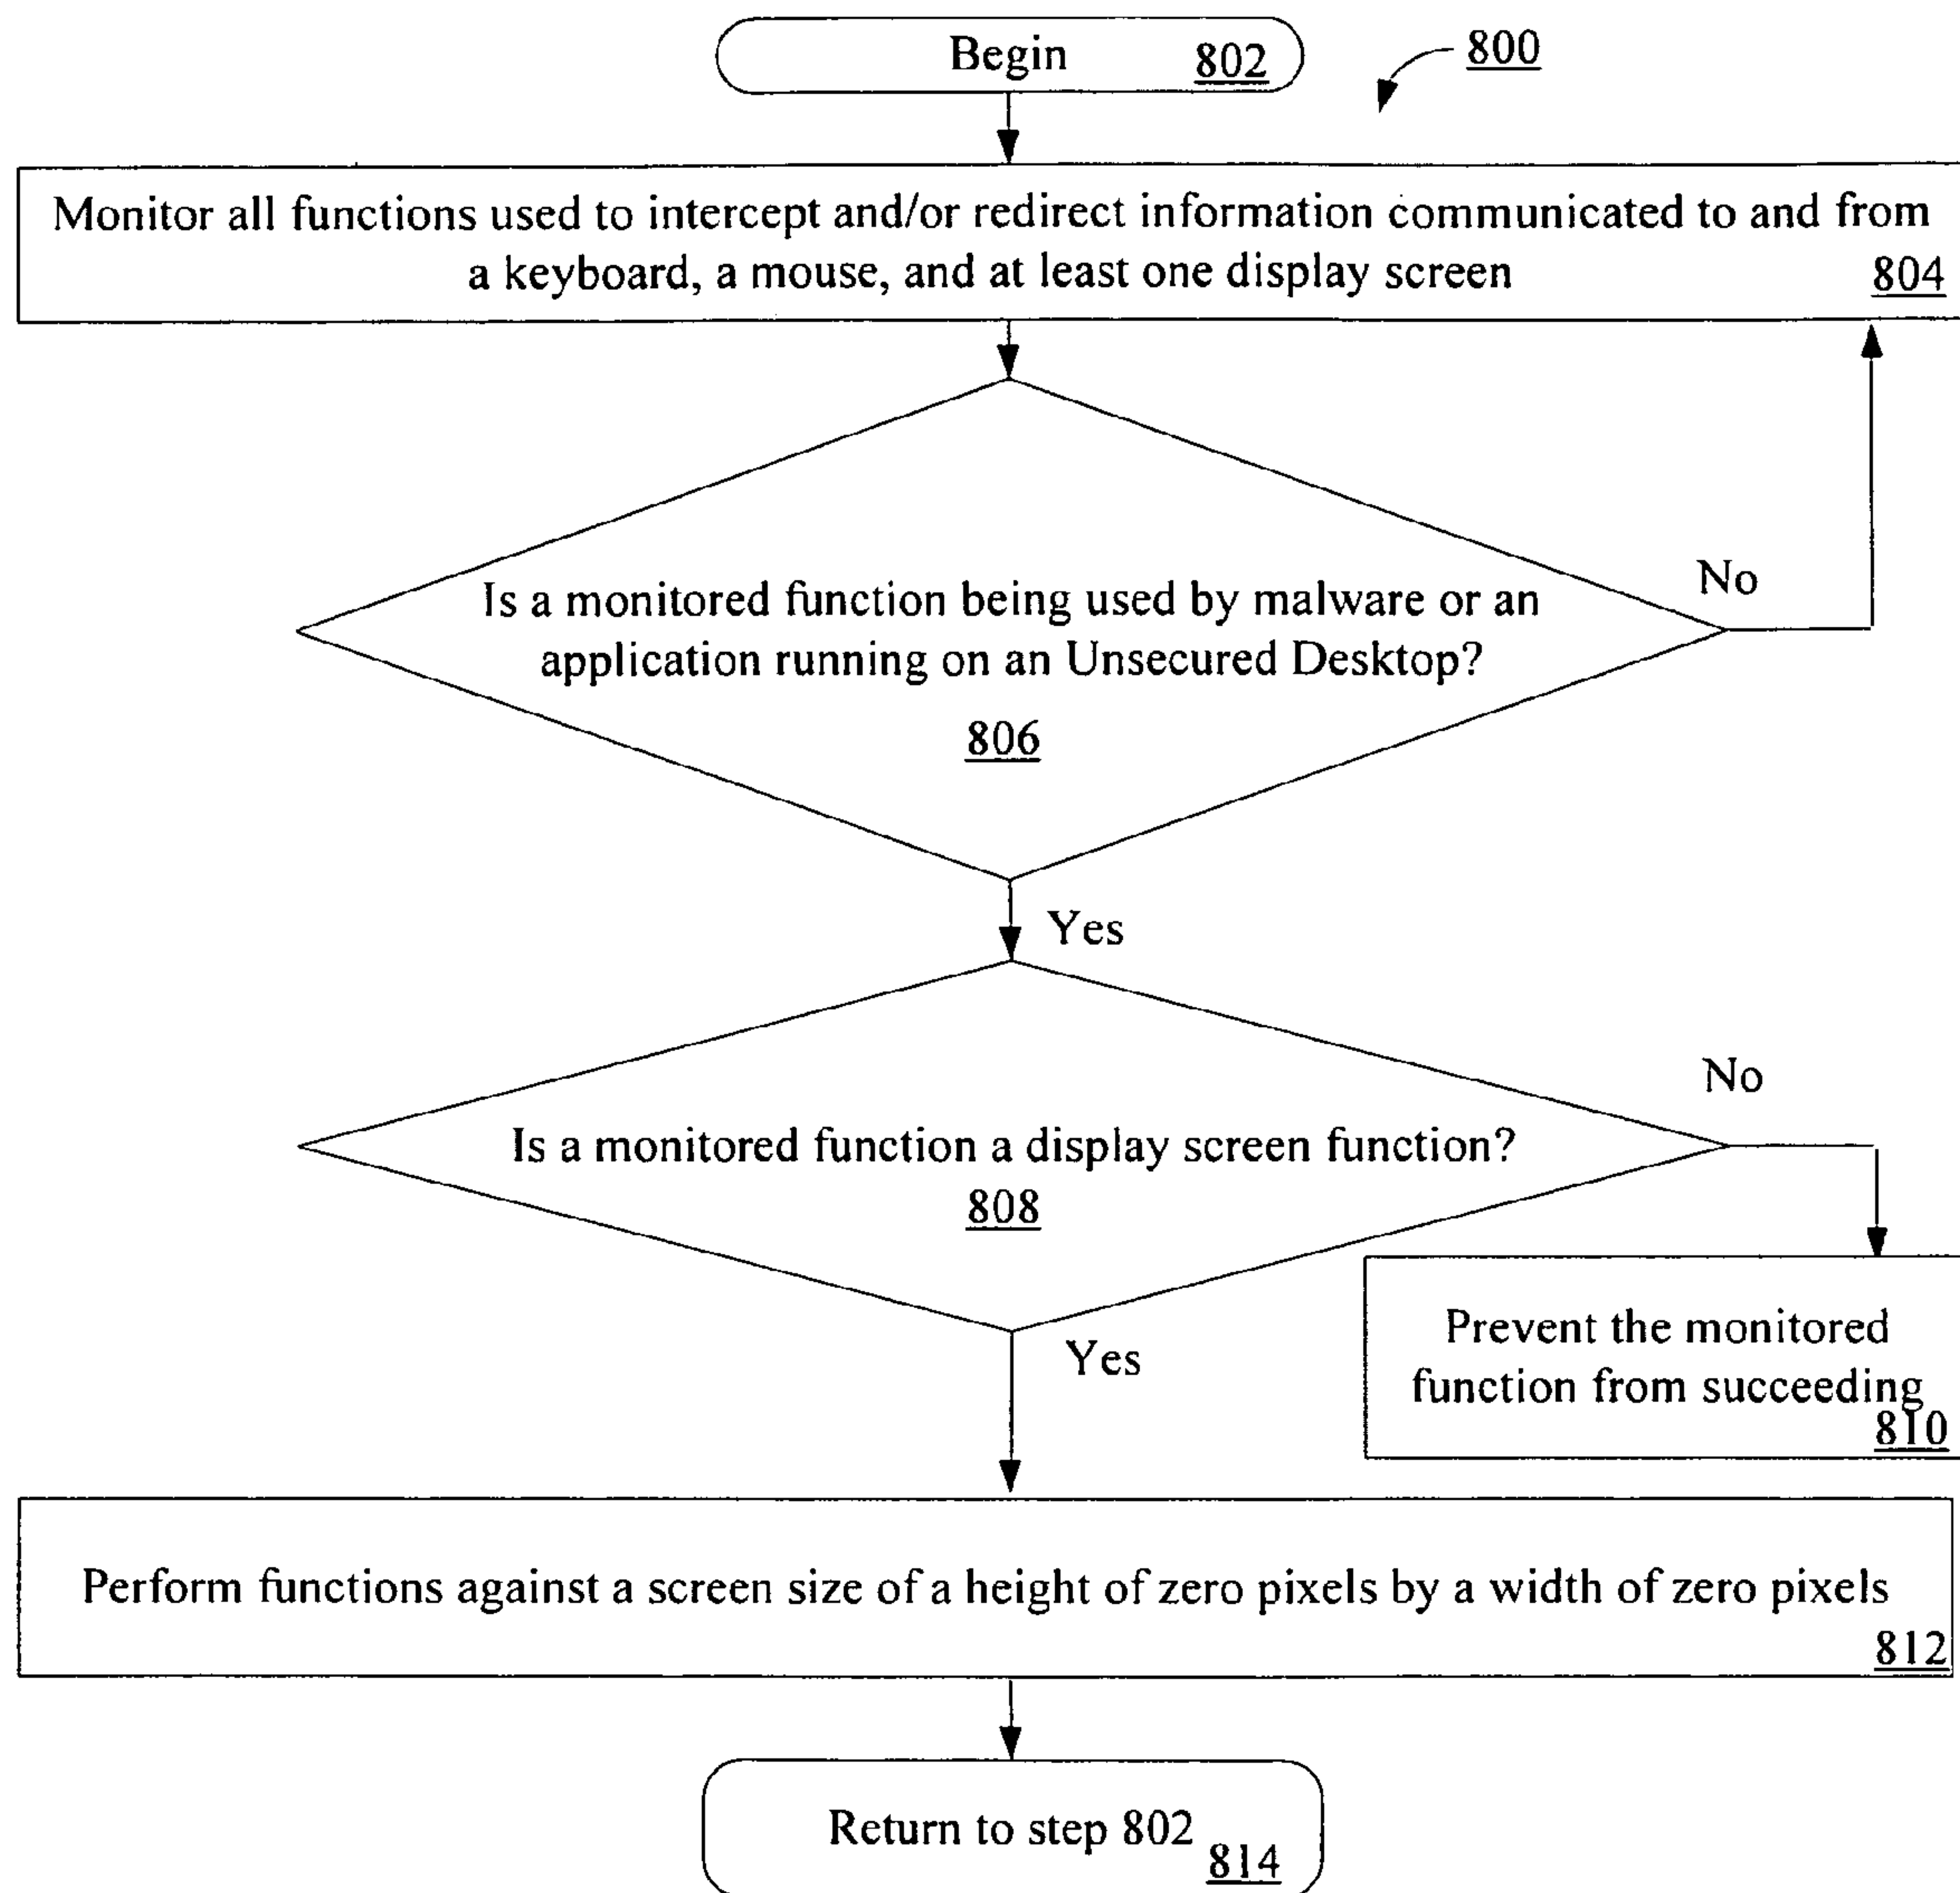 Begin 802
800
Monitor all functions used to intercept and/or redirect information communicated to and from
a keyboard, a mouse, and at least one display screen 804
Is a monitored function being used by malware or an
application running on an Unsecured Desktop?
806
No
Yes
Is a monitored function a display screen function?
808
No
Prevent the monitored
function from succeeding
810
Yes
Perform functions against a screen size of a height of zero pixels by a width of zero pixels
812
Return to step 802
814